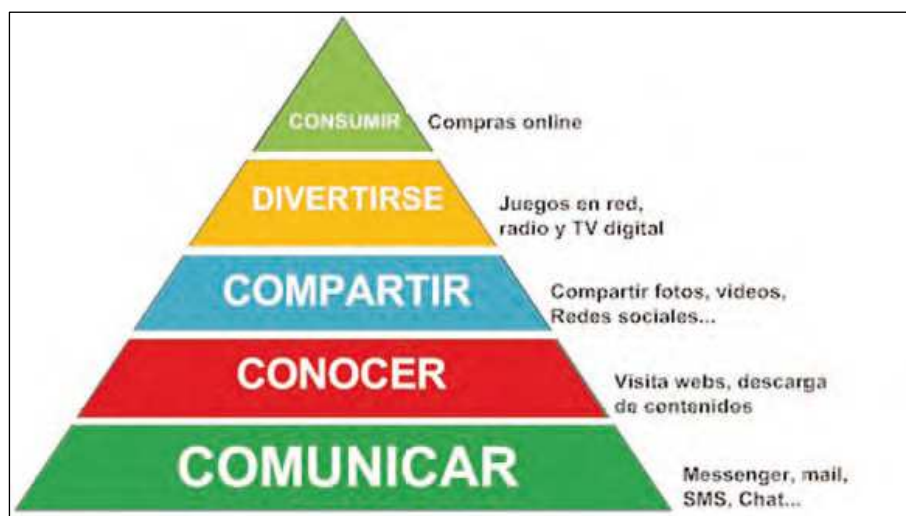 CONSUMIR
Compras online
DIVERTIRSE
Juegos en red,
radio y TV digital
COMPARTIR
Compartir fotos, videos,
Redes sociales...
CONOCER
Visita webs, descarga
de contenidos
COMUNICAR
Messenger, mail,
SMS, Chat...